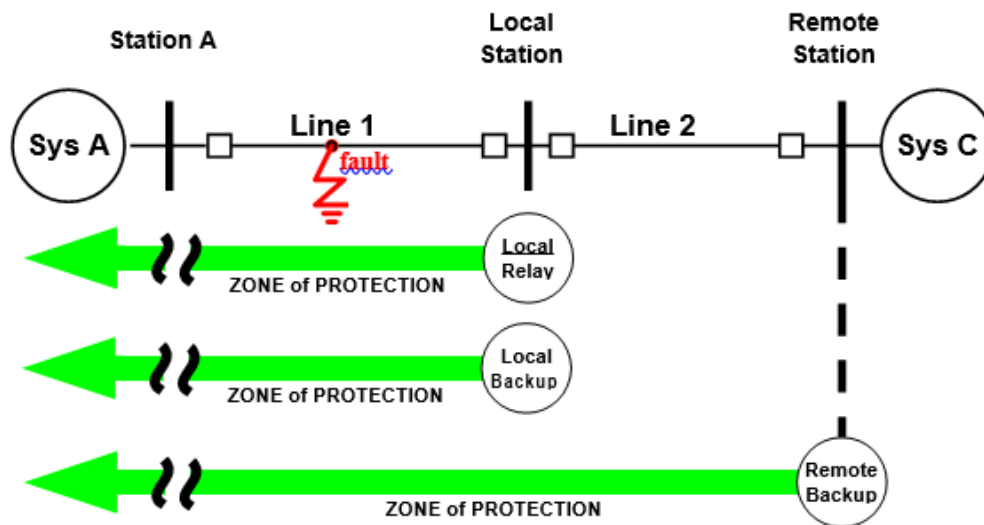 Station A
Local
Station
Remote
Station
Sys A
Line 1
Line 2
Sys C
fault
Local
Relay
ZONE of PROTECTION
Local
Backup
ZONE of PROTECTION
Remote
Backup
ZONE of PROTECTION